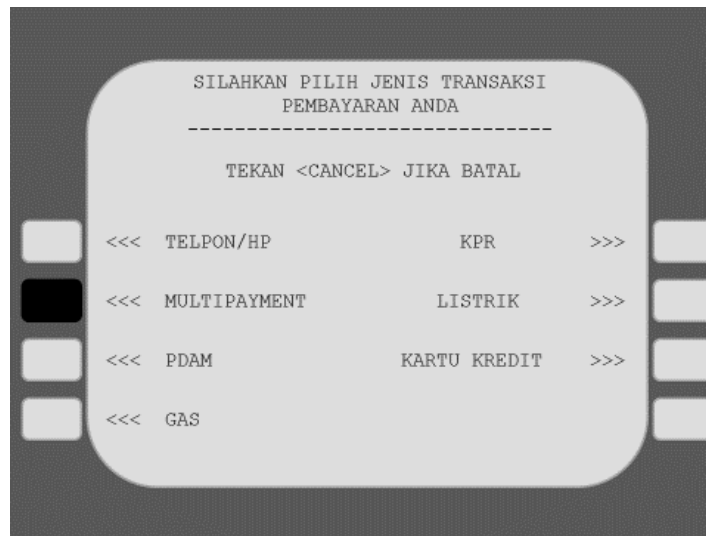 SILAHKAN PILIH JENIS TRANSAKSI
PEMBAYARAN ANDA
-------------------------------
TEKAN <CANCEL> JIKA BATAL
<<< TELPON/HP KPR >>>
<<< MULTIPAYMENT LISTRIK >>>
<<< PDAM KARTU KREDIT >>>
<<< GAS